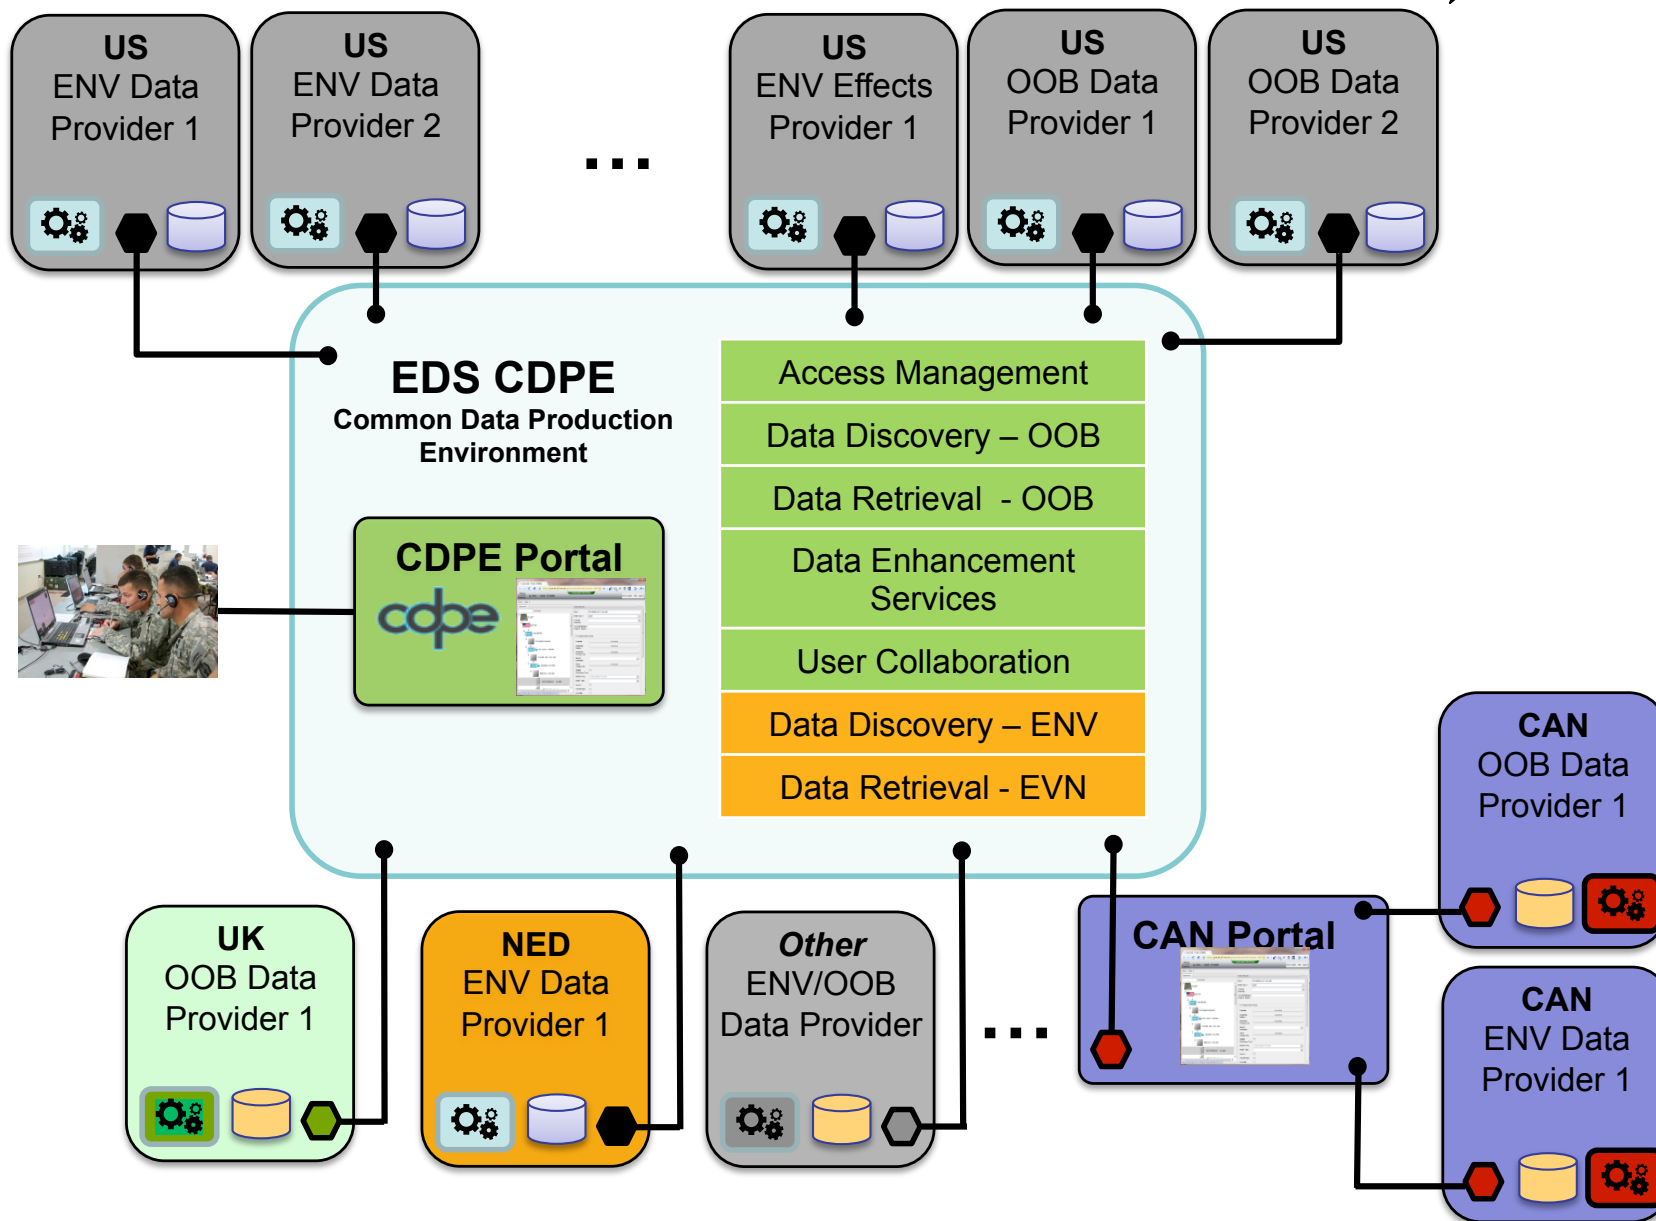 US
ENV Data
Provider 1
US
ENV Data
Provider 2
...
US
ENV Effects
Provider 1
US
OOB Data
Provider 1
US
OOB Data
Provider 2
EDS CDPE
Common Data Production
Environment
CDPE Portal
cdpe
Access Management
Data Discovery – OOB
Data Retrieval - OOB
Data Enhancement
Services
User Collaboration
Data Discovery – ENV
Data Retrieval - EVN
UK
OOB Data
Provider 1
NED
ENV Data
Provider 1
Other
ENV/OOB
Data Provider
...
CAN Portal
CAN
OOB Data
Provider 1
CAN
ENV Data
Provider 1